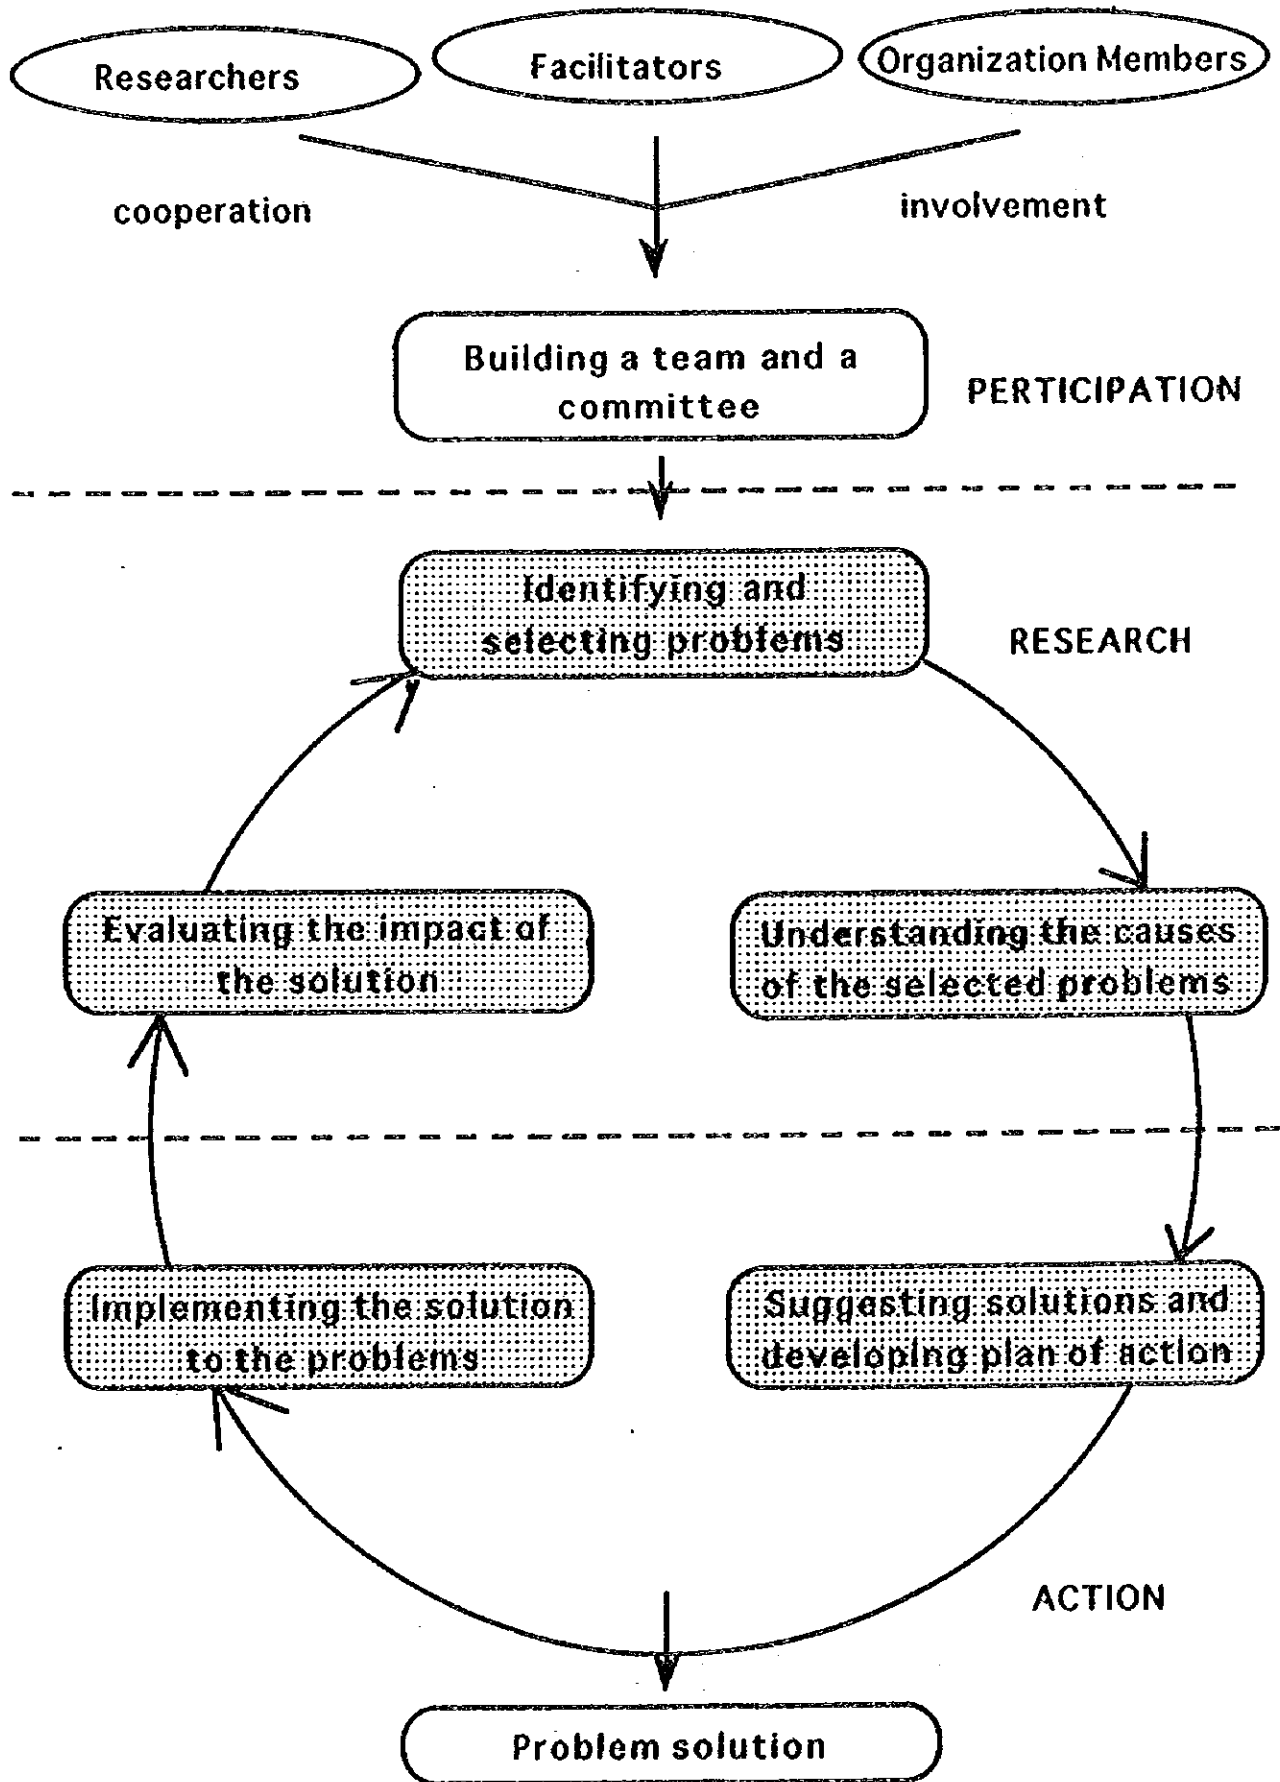 Researchers
Facilitators
Organization Members
cooperation
involvement
Building a team and a
committee
PERTICIPATION
Identifying and
selecting problems
RESEARCH
Evaluating the impact of
the solution
Understanding the causes
of the selected problems
Implementing the solution
to the problems
Suggesting solutions and
developing plan of action
ACTION
Problem solution